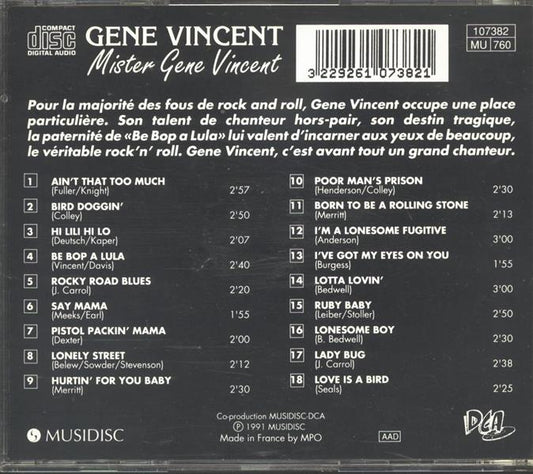 COMPACT
disc
DIGITAL AUDIO
GENE VINCENT
Mister Gene Vincent
3 229261 073821
107382
MU 760
Pour la majorité des fous de rock and roll, Gene Vincent occupe une place
particulière. Son talent de chanteur hors-pair, son destin tragique,
la paternité de «Be Bop a Lula» lui valent d'incarner aux yeux de beaucoup,
le véritable rock'n' roll. Gene Vincent, c'est avant tout un grand chanteur.
1 AIN'T THAT TOO MUCH
(Fuller/Knight) 2'57
2 BIRD DOGGIN'
(Colley) 2'50
3 HI LILI HI LO
(Deutsch/Kaper) 2'07
4 BE BOP A LULA
(Vincent/Davis) 2'40
5 ROCKY ROAD BLUES
(J. Carrol) 2'20
6 SAY MAMA
(Meeks/Earl) 1'55
7 PISTOL PACKIN' MAMA
(Dexter) 2'00
8 LONELY STREET
(Belew/Sowder/Stevenson) 2'12
9 HURTIN' FOR YOU BABY
(Merritt) 2'30
10 POOR MAN'S PRISON
(Henderson/Colley) 2'30
11 BORN TO BE A ROLLING STONE
(Merritt) 2'13
12 I'M A LONESOME FUGITIVE
(Anderson) 3'00
13 I'VE GOT MY EYES ON YOU
(Burgess) 1'55
14 LOTTA LOVIN'
(Bedwell) 3'00
15 RUBY BABY
(Leiber/Stoller) 2'50
16 LONESOME BOY
(B. Bedwell) 2'30
17 LADY BUG
(J. Carrol) 2'38
18 LOVE IS A BIRD
(Seals) 2'25
MUSIDISC
Co-production MUSIDISC-DCA
℗ 1991 MUSIDISC
Made in France by MPO
AAD
DCA